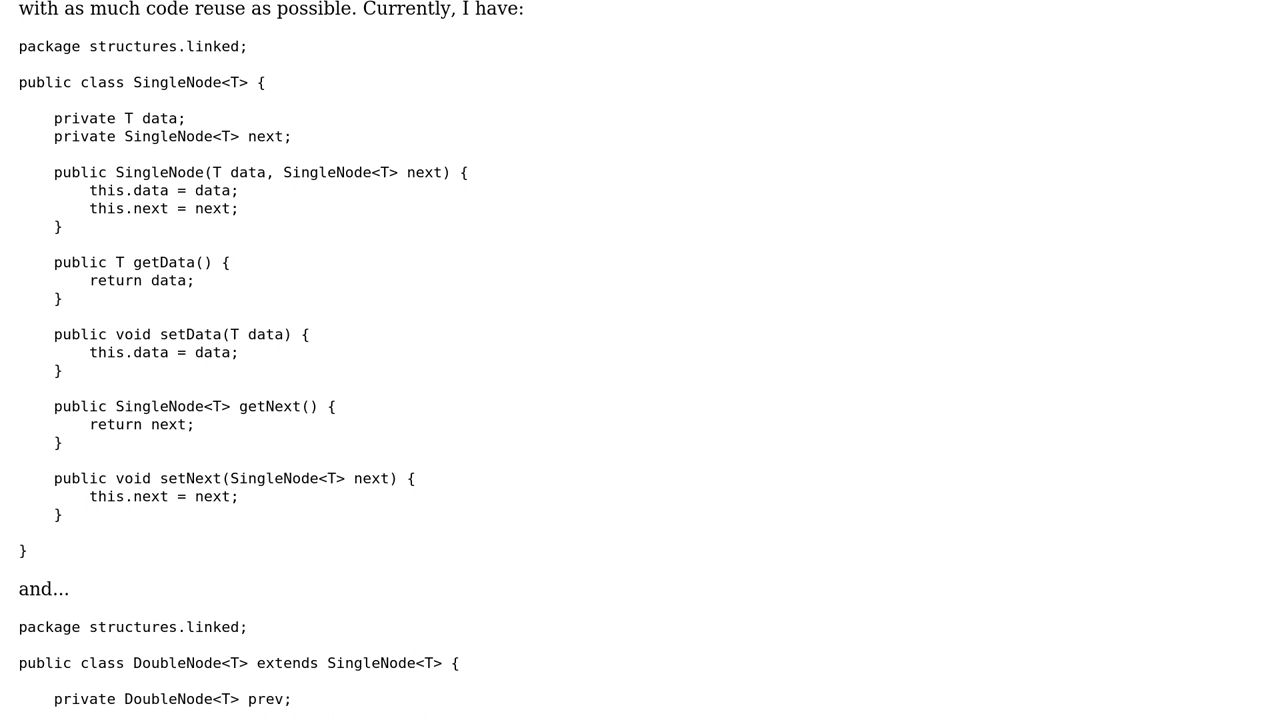 with as much code reuse as possible. Currently, I have:
package structures.linked;
public class SingleNode<T> {
private T data;
private SingleNode<T> next;
public SingleNode(T data, SingleNode<T> next) {
this.data = data;
this.next = next;
}
public T getData() {
return data;
}
public void setData(T data) {
this.data = data;
}
public SingleNode<T> getNext() {
return next;
}
public void setNext(SingleNode<T> next) {
this.next = next;
}
}
and...
package structures.linked;
public class DoubleNode<T> extends SingleNode<T> {
private DoubleNode<T> prev;